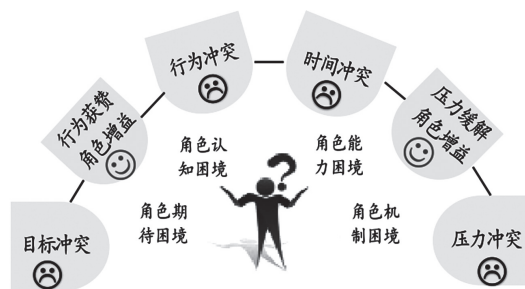 目标冲突
行为获赞
角色增益
行为冲突
时间冲突
压力缓解
角色增益
压力冲突
角色期
待困境
角色认
知困境
角色能
力困境
角色机
制困境
?